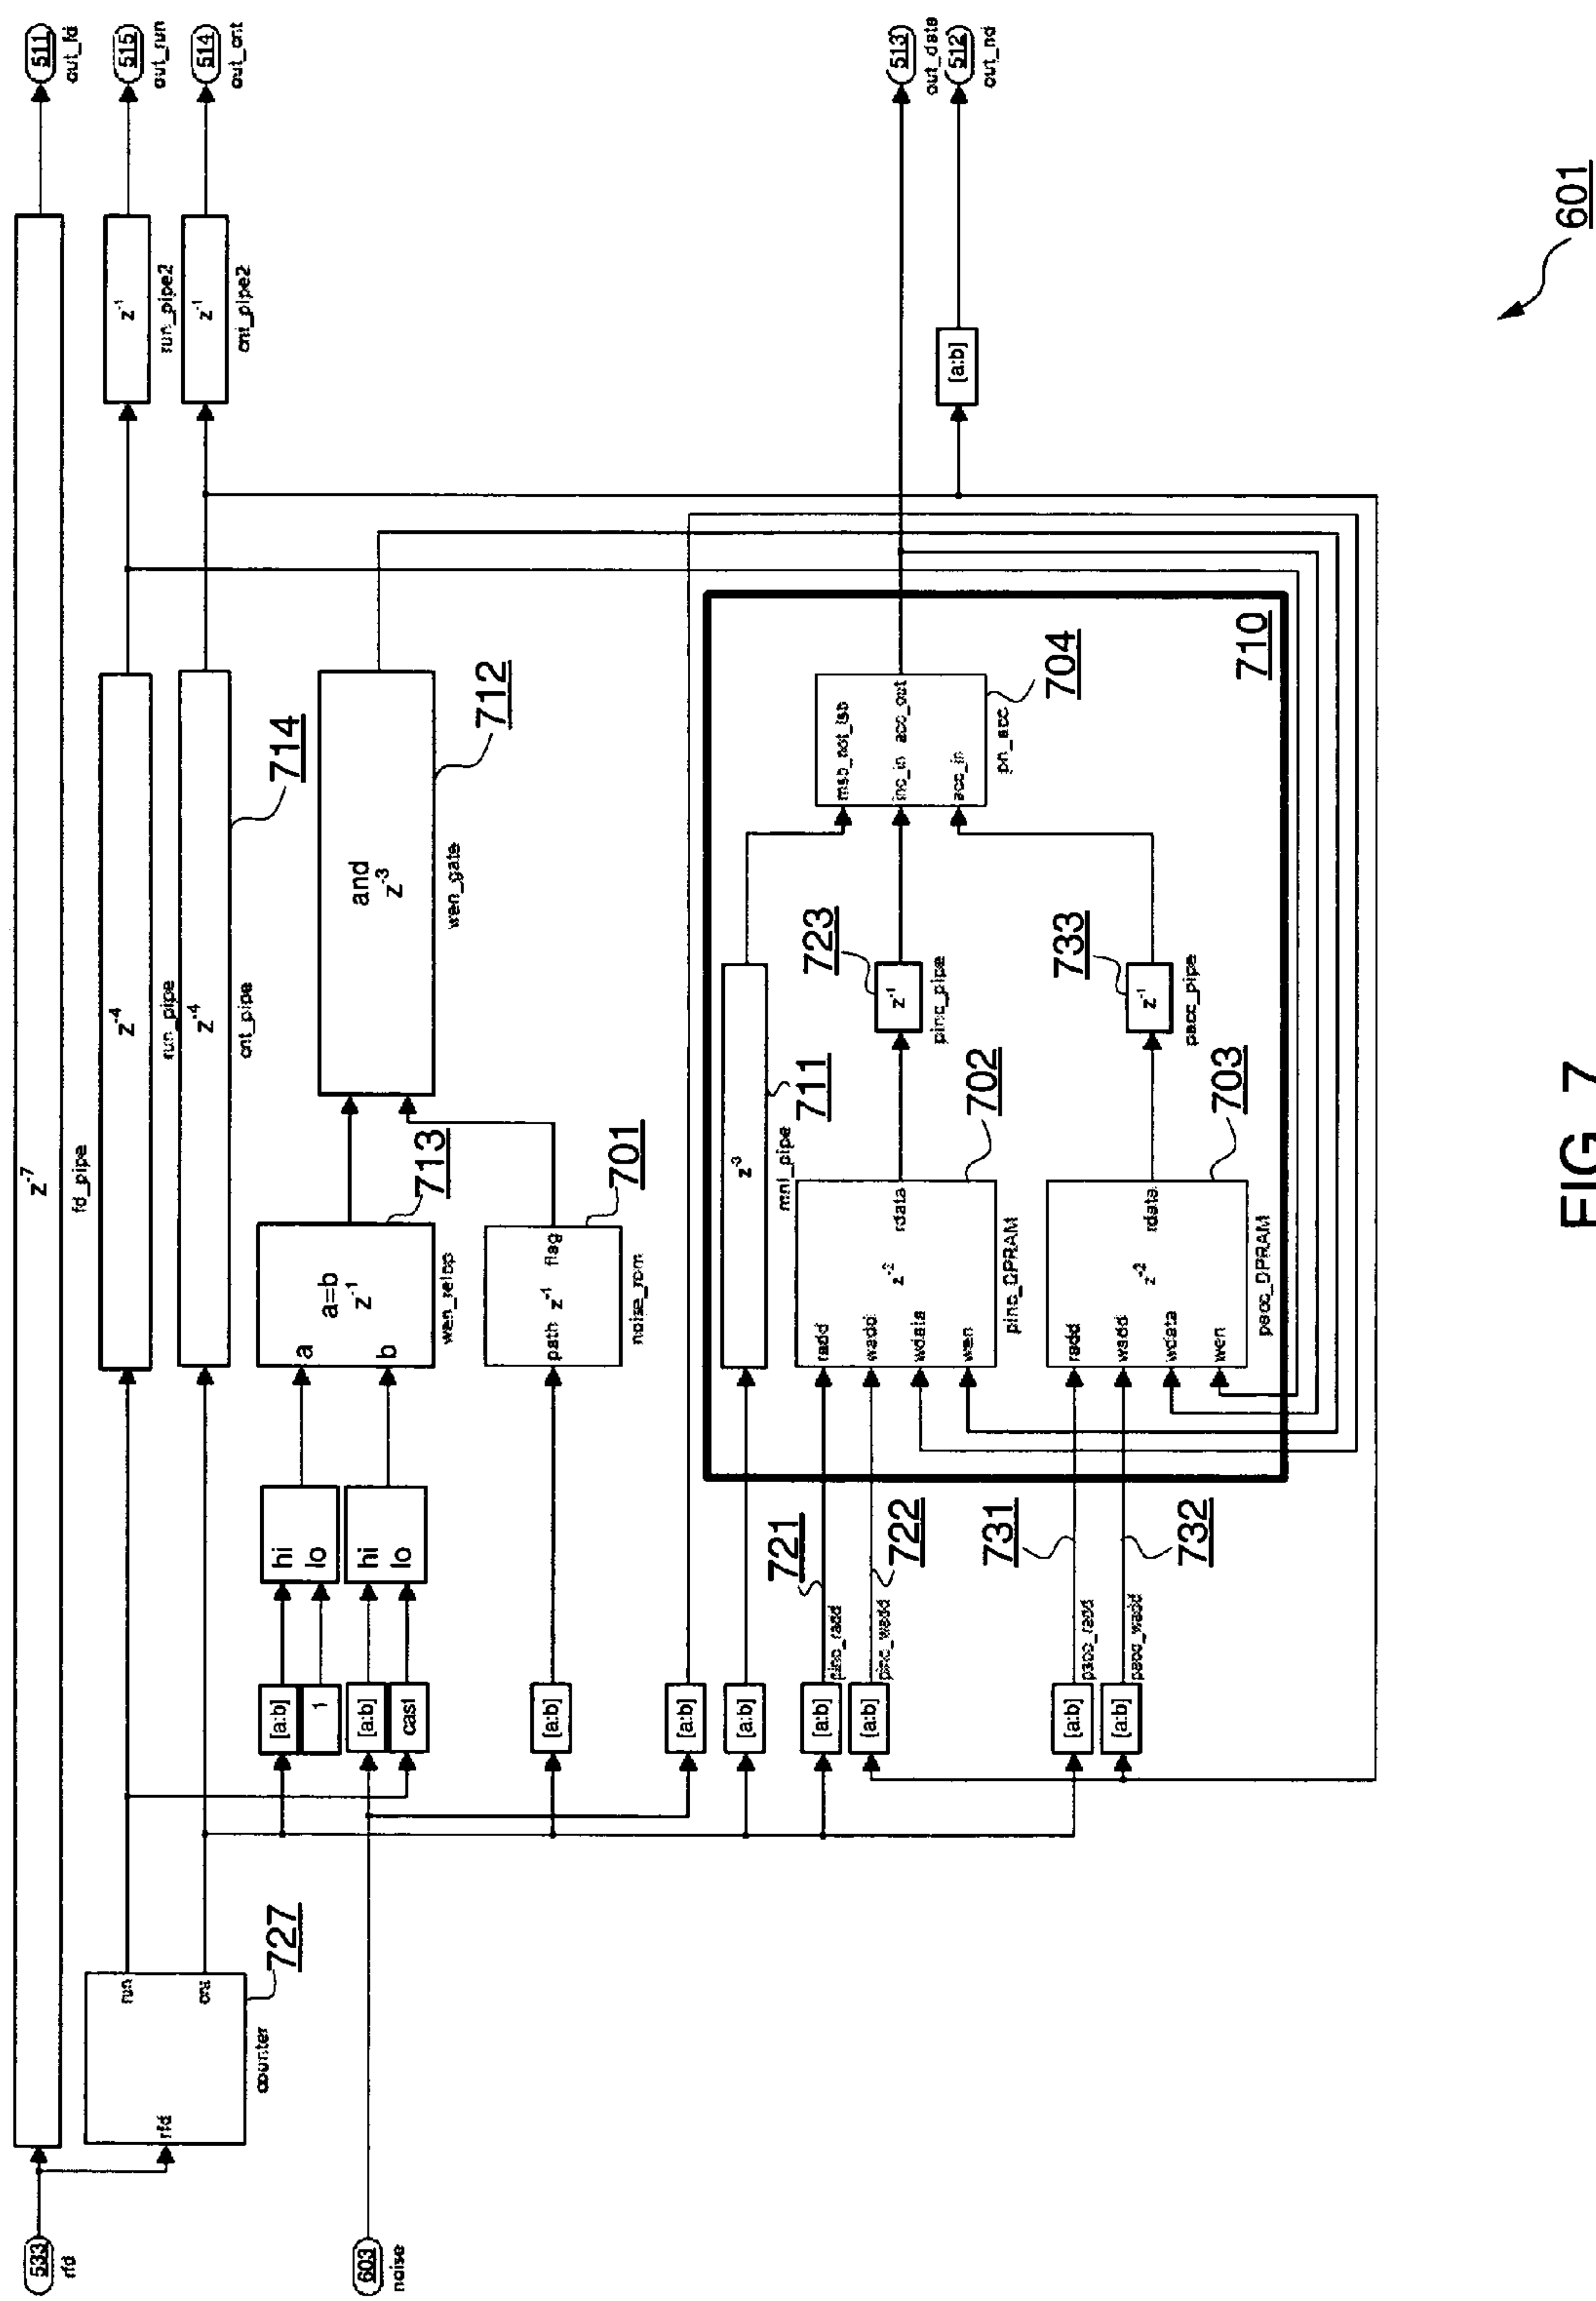 533
rfd
z-7
fd_pipe
511
out_fd
rfd
run
cnt
counter
727
z-4
run_pipe
z-1
run_pipe2
515
out_run
z-4
cnt_pipe
714
z-1
cnt_pipe2
514
out_cnt
603
noise
[a:b]
1
hi
lo
[a:b]
cast
hi
lo
a
b
a=b
z-1
wen_relop
713
and
z-3
wen_gate
712
[a:b]
path z-1 flag
noise_rom
701
[a:b]
[a:b]
z-3
mnl_pipe
711
[a:b]
pinc_radd
721
[a:b]
pinc_wadd
722
radd
wadd
wdata
wen
z-2
rdata
pinc_DPRAM
702
z-1
pinc_pipe
723
msb_not_lsb
inc_in acc_out
acc_in
pn_acc
704
513
out_data
[a:b]
512
out_nd
[a:b]
pacc_radd
731
[a:b]
pacc_wadd
732
radd
wadd
wdata
wen
z-2
rdata
pacc_DPRAM
703
z-1
pacc_pipe
733
710
601
FIG. 7